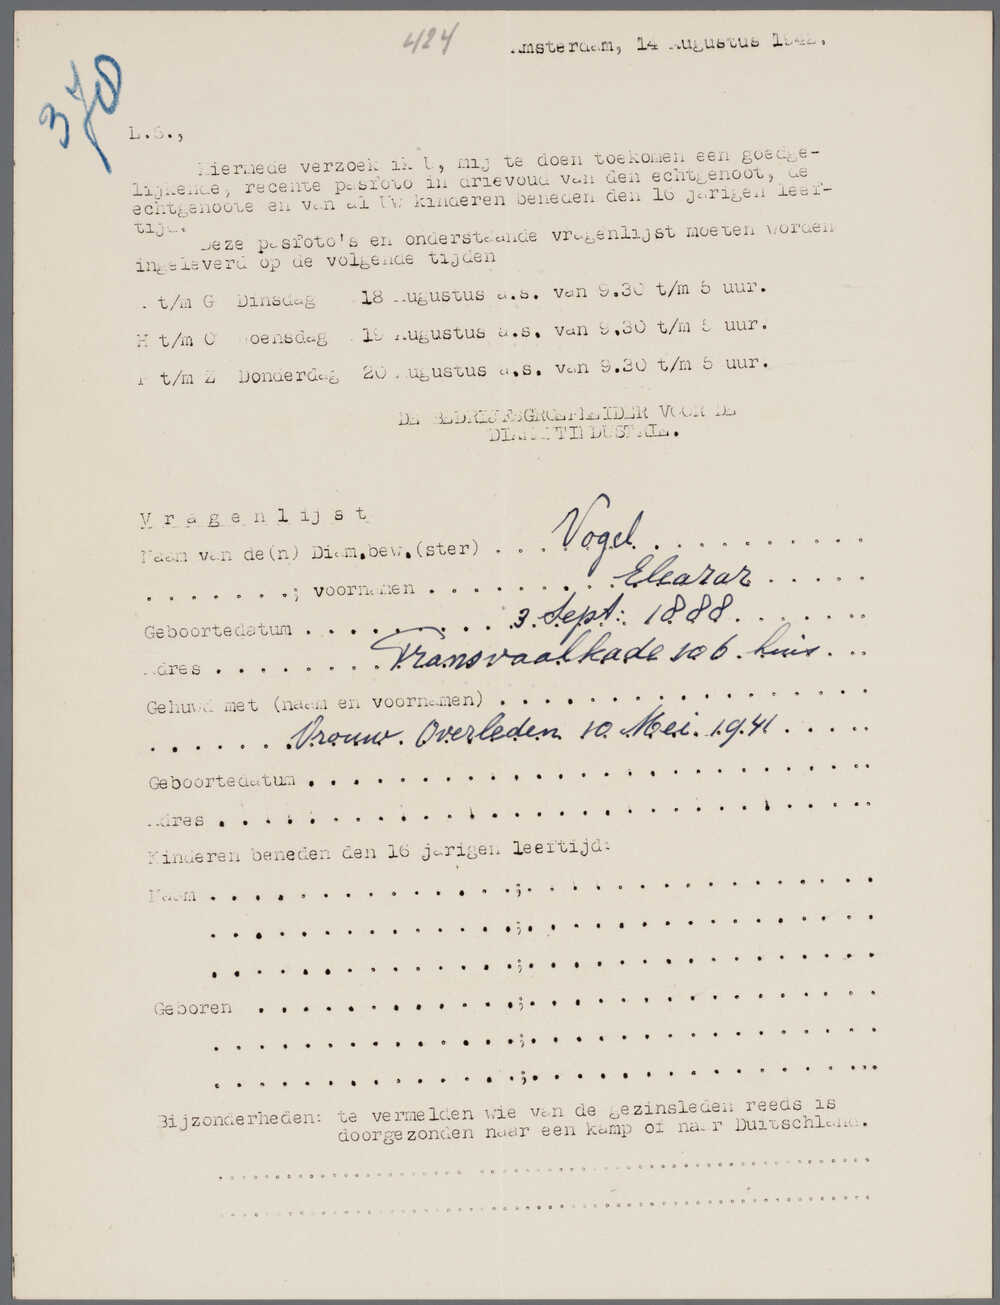 424
Amsterdam, 14 Augustus 1942.
370
L.S.,
Hiermede verzoek ik U, mij te doen toekomen een goedge-
lijkende, recente pasfoto in drievoud van den echtgenoot, de
echtgenoote en van al Uw kinderen beneden den 16 jarigen leef-
tijd.
Deze pasfoto's en onderstaande vragenlijst moeten worden
ingeleverd op de volgende tijden
t/m G Dinsdag 18 Augustus a.s. van 9.30 t/m 5 uur.
H t/m O Woensdag 19 Augustus a.s. van 9.30 t/m 5 uur.
P t/m Z Donderdag 20 Augustus a.s. van 9.30 t/m 5 uur.
DE BEDRIJFSGROEPLEIDER VOOR DE
DIAMANTINDUSTRIE.
Vragenlijst
Naam van de(n) Diam.bew.(ster) . . . Vogel . . . . . . . . . .
. . . . . . . .; voornamen . . . . . . . . Eleazar . . . . .
Geboortedatum . . . . . . . . . 3 Sept: 1888 . . . . . . .
Adres . . . . . . . . Transvaalkade 106 huis . . .
Gehuwd met (naam en voornamen) . . . . . . . . . . . . . .
. . . . . . Vrouw. Overleden 10 Mei. 1941 . . . . .
Geboortedatum . . . . . . . . . . . . . . . . . . . . .
Adres . . . . . . . . . . . . . . . . . . . . . . . .
Kinderen beneden den 16 jarigen leeftijd:
Naam . . . . . . . . . . . . . .; . . . . . . . . . . . . .
. . . . . . . . . . . . . .; . . . . . . . . . . . . .
. . . . . . . . . . . . . .; . . . . . . . . . . . . .
Geboren . . . . . . . . . . . .; . . . . . . . . . . . . .
. . . . . . . . . . . . . .; . . . . . . . . . . . . .
. . . . . . . . . . . . . .; . . . . . . . . . . . . .
Bijzonderheden: te vermelden wie van de gezinsleden reeds is
doorgezonden naar een kamp of naar Duitschland.
. . . . . . . . . . . . . . . . . . . . . . . . . . . .
. . . . . . . . . . . . . . . . . . . . . . . . . . . .